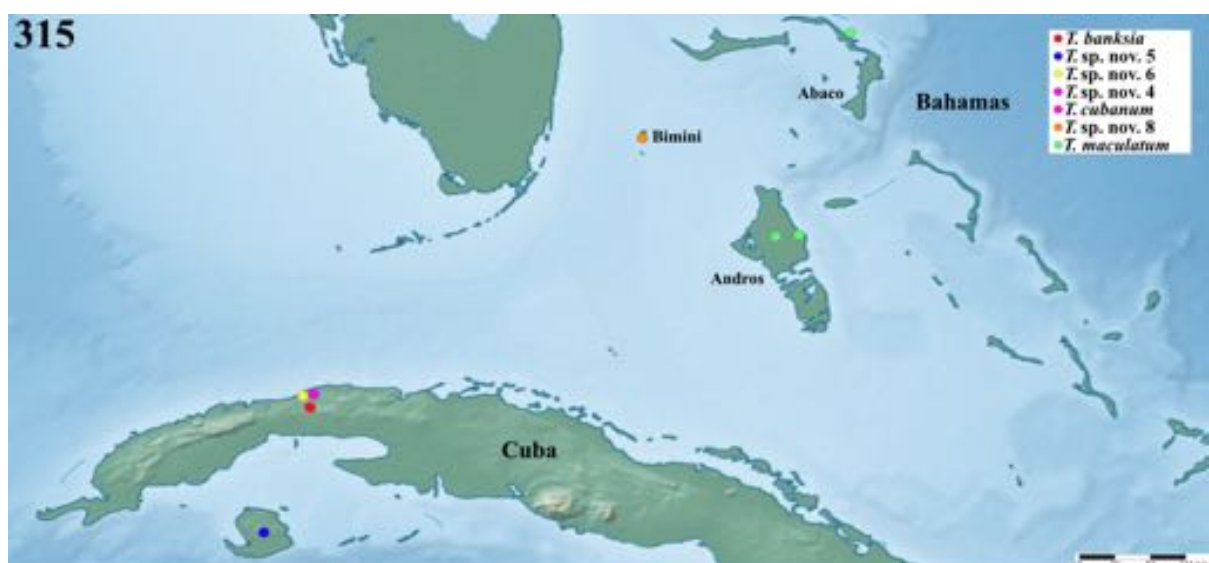 315
T. banksia
T. sp. nov. 5
T. sp. nov. 6
T. sp. nov. 4
T. cubanum
T. sp. nov. 8
T. maculatum
Abaco
Bahamas
Bimini
Andros
Cuba